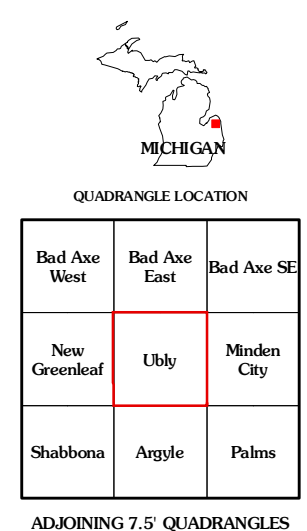 MICHIGAN
QUADRANGLE LOCATION
Bad Axe
West
Bad Axe
East
Bad Axe SE
New
Greenleaf
Ubly
Minden
City
Shabbona
Argyle
Palms
ADJOINING 7.5' QUADRANGLES